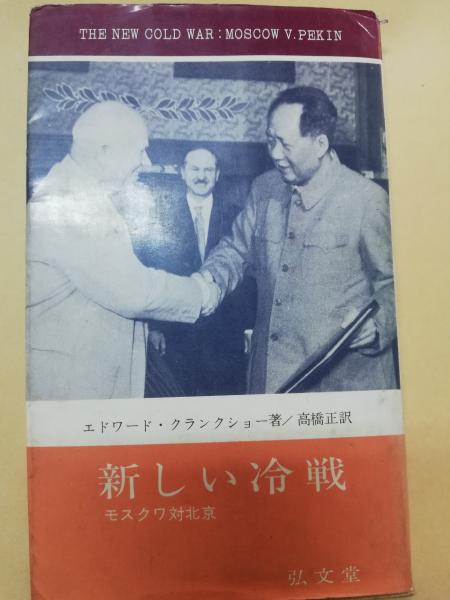 THE NEW COLD WAR: MOSCOW V. PEKIN
エドワード・クランクショー著／高橋正訳
新しい冷戦
モスクワ対北京
弘文堂